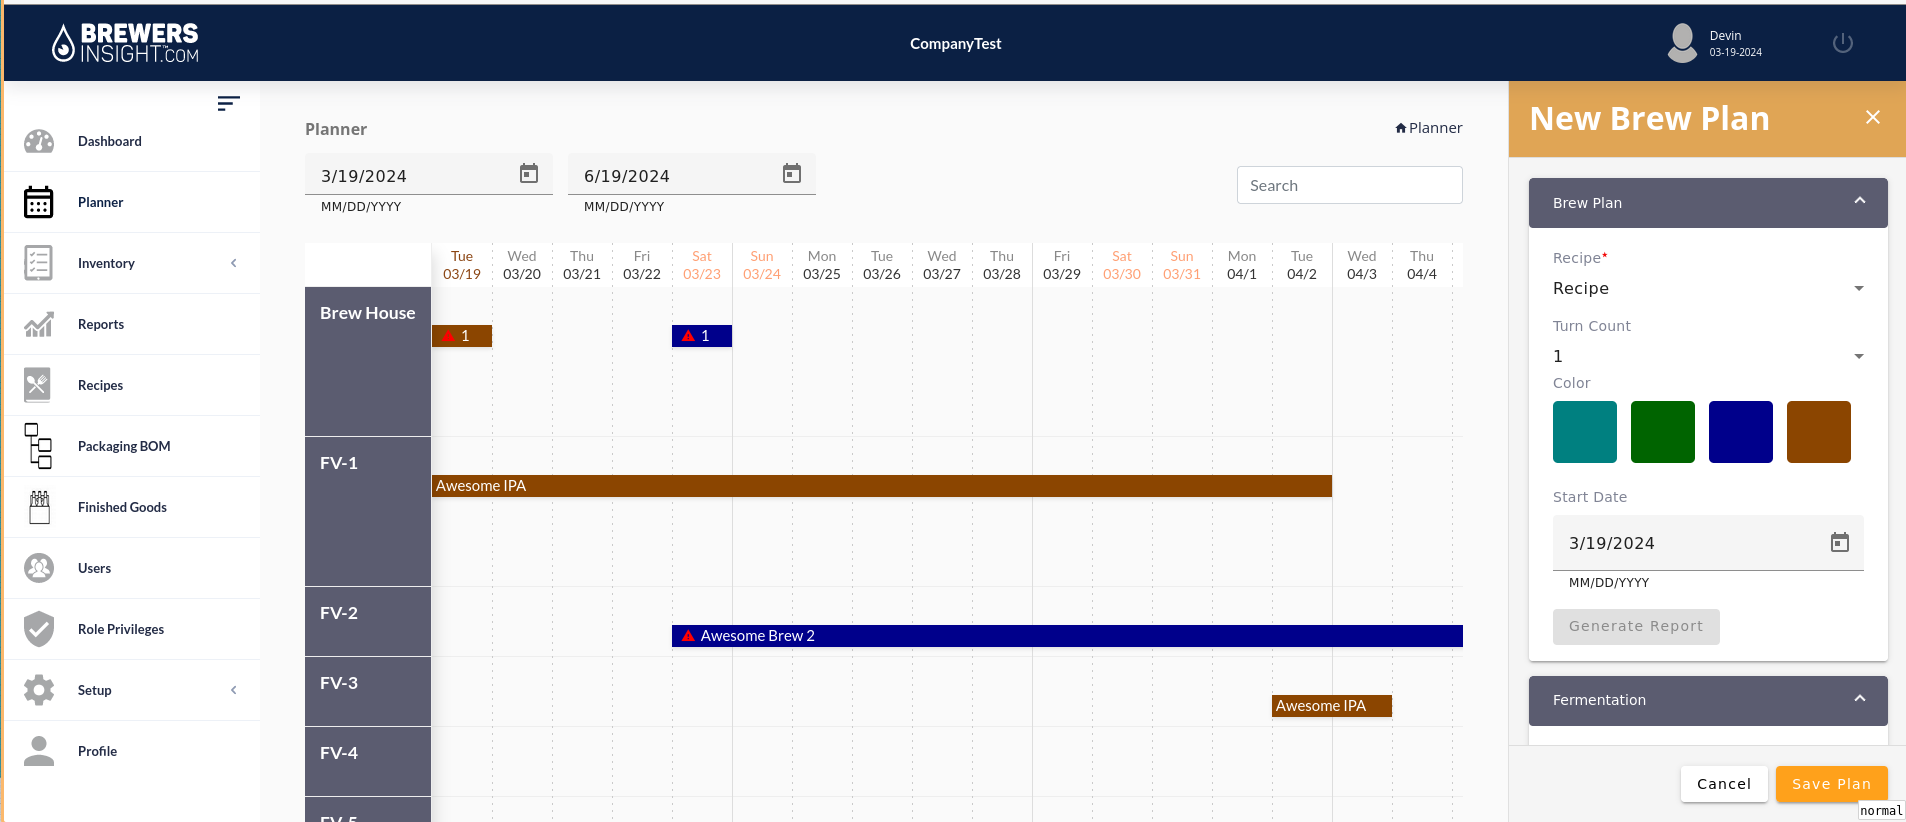 BREWERS
INSIGHT.COM
CompanyTest
Devin
03-19-2024
Dashboard
Planner
Inventory
Reports
Recipes
Packaging BOM
Finished Goods
Users
Role Privileges
Setup
Profile
Planner
Planner
3/19/2024
6/19/2024
MM/DD/YYYY
MM/DD/YYYY
Search
Tue Wed Thu Fri Sat Sun Mon Tue Wed Thu Fri Sat Sun Mon Tue Wed Thu
03/19 03/20 03/21 03/22 03/23 03/24 03/25 03/26 03/27 03/28 03/29 03/30 03/31 04/1 04/2 04/3 04/4
Brew House
1
1
FV-1
Awesome IPA
FV-2
Awesome Brew 2
FV-3
Awesome IPA
FV-4
FV-5
New Brew Plan
Brew Plan
Recipe*
Recipe
Turn Count
1
Color
Start Date
3/19/2024
MM/DD/YYYY
Generate Report
Fermentation
Cancel
Save Plan
normal